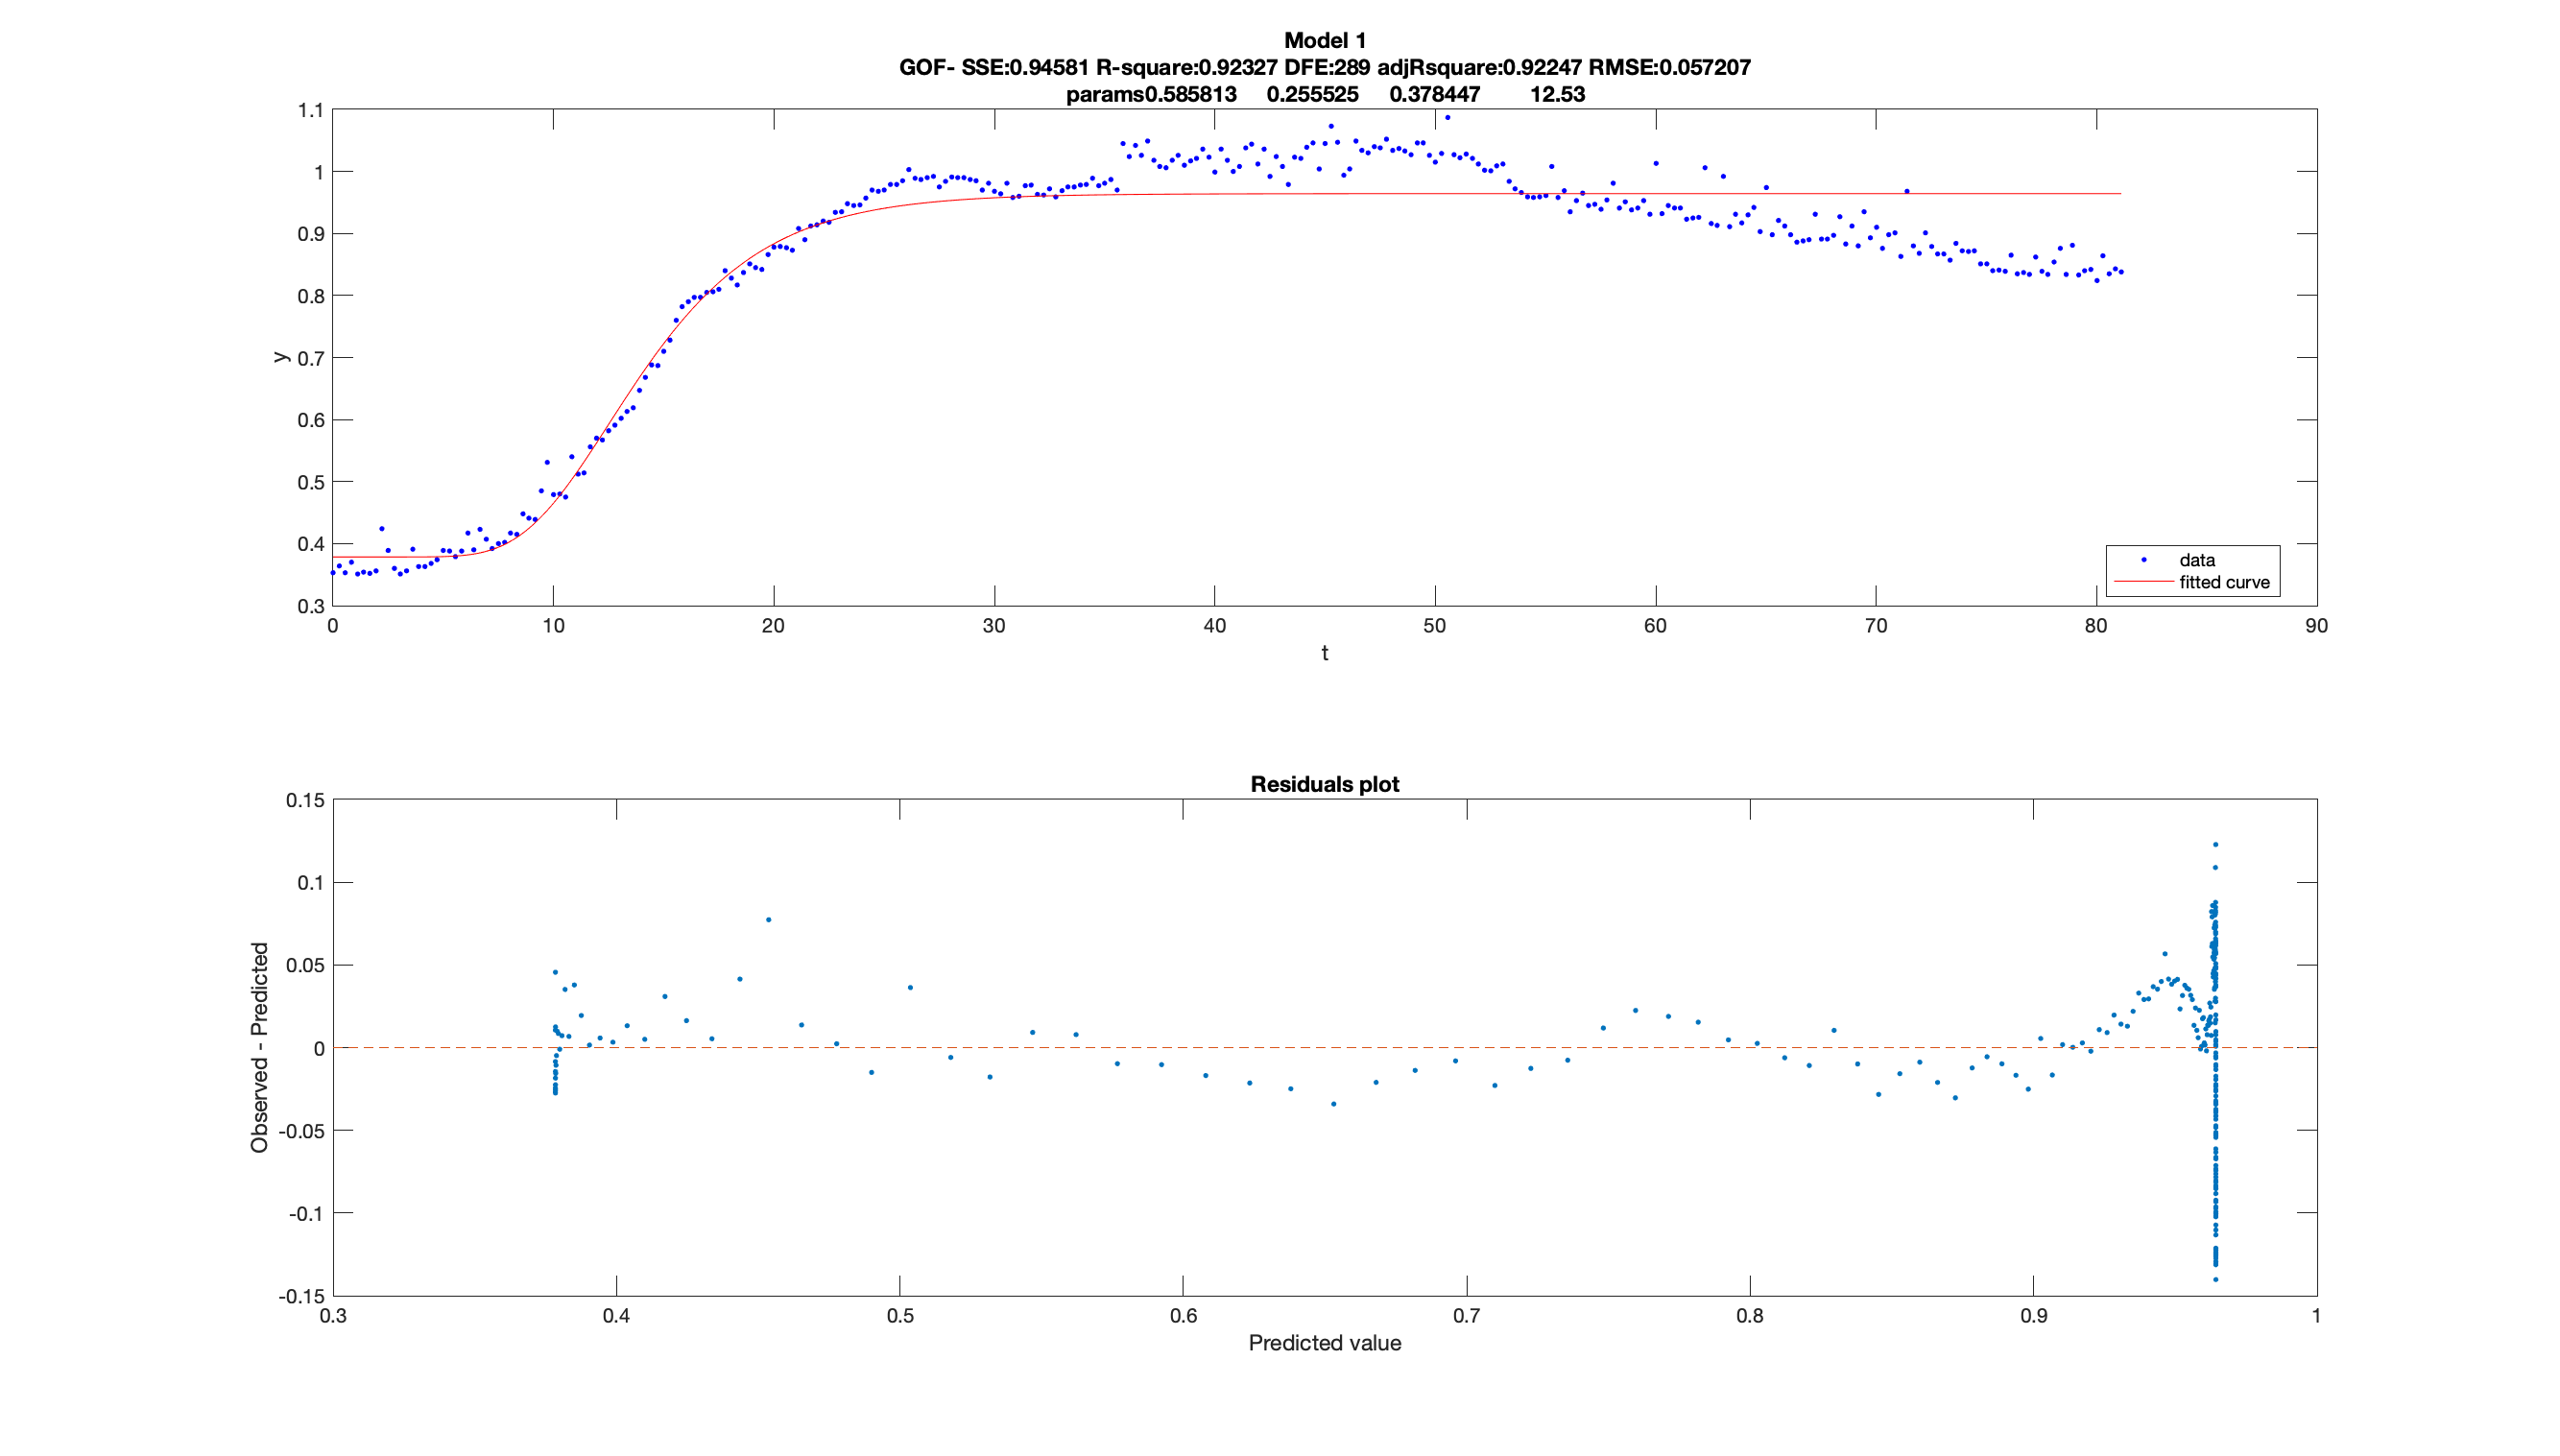 Model 1
GOF- SSE:0.94581 R-square:0.92327 DFE:289 adjRsquare:0.92247 RMSE:0.057207
params0.585813 0.255525 0.378447 12.53
1.1
1
0.9
0.8
0.7
0.6
0.5
0.4
0.3
y
data
fitted curve
0 10 20 30 40 50 60 70 80 90
t
Residuals plot
0.15
0.1
0.05
0
-0.05
-0.1
-0.15
Observed - Predicted
0.3 0.4 0.5 0.6 0.7 0.8 0.9 1
Predicted value